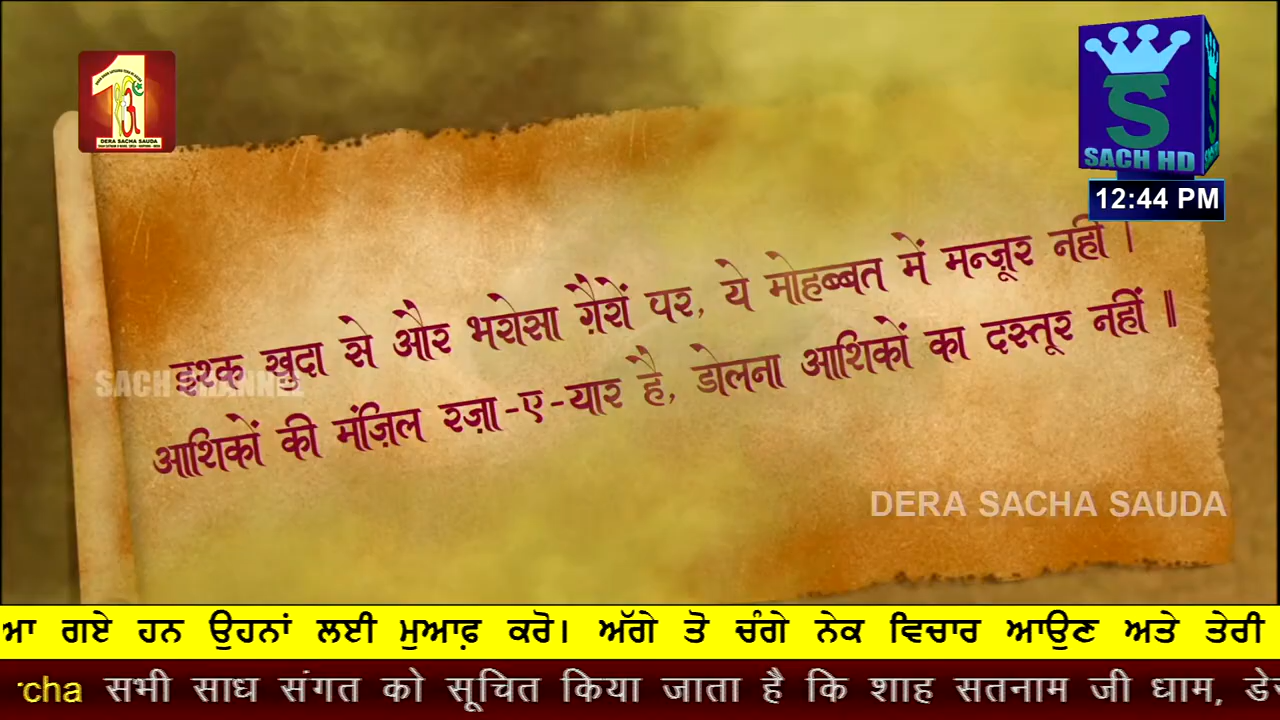 1
DERA SACHA SAUDA
S
SACH HD
12:44 PM
इश्क खुदा से और भरोसा ग़ैरों पर, ये मोहब्बत में मन्ज़ूर नहीं ।
आशिकों की मंज़िल रज़ा-ए-यार है, डोलना आशिकों का दस्तूर नहीं ॥
SACH CHANNEL
DERA SACHA SAUDA
ਆ ਗਏ ਹਨ ਉਹਨਾਂ ਲਈ ਮੁਆਫ਼ ਕਰੋ। ਅੱਗੇ ਤੋ ਚੰਗੇ ਨੇਕ ਵਿਚਾਰ ਆਉਣ ਅਤੇ ਤੇਰੀ
cha सभी साध संगत को सूचित किया जाता है कि शाह सतनाम जी धाम,